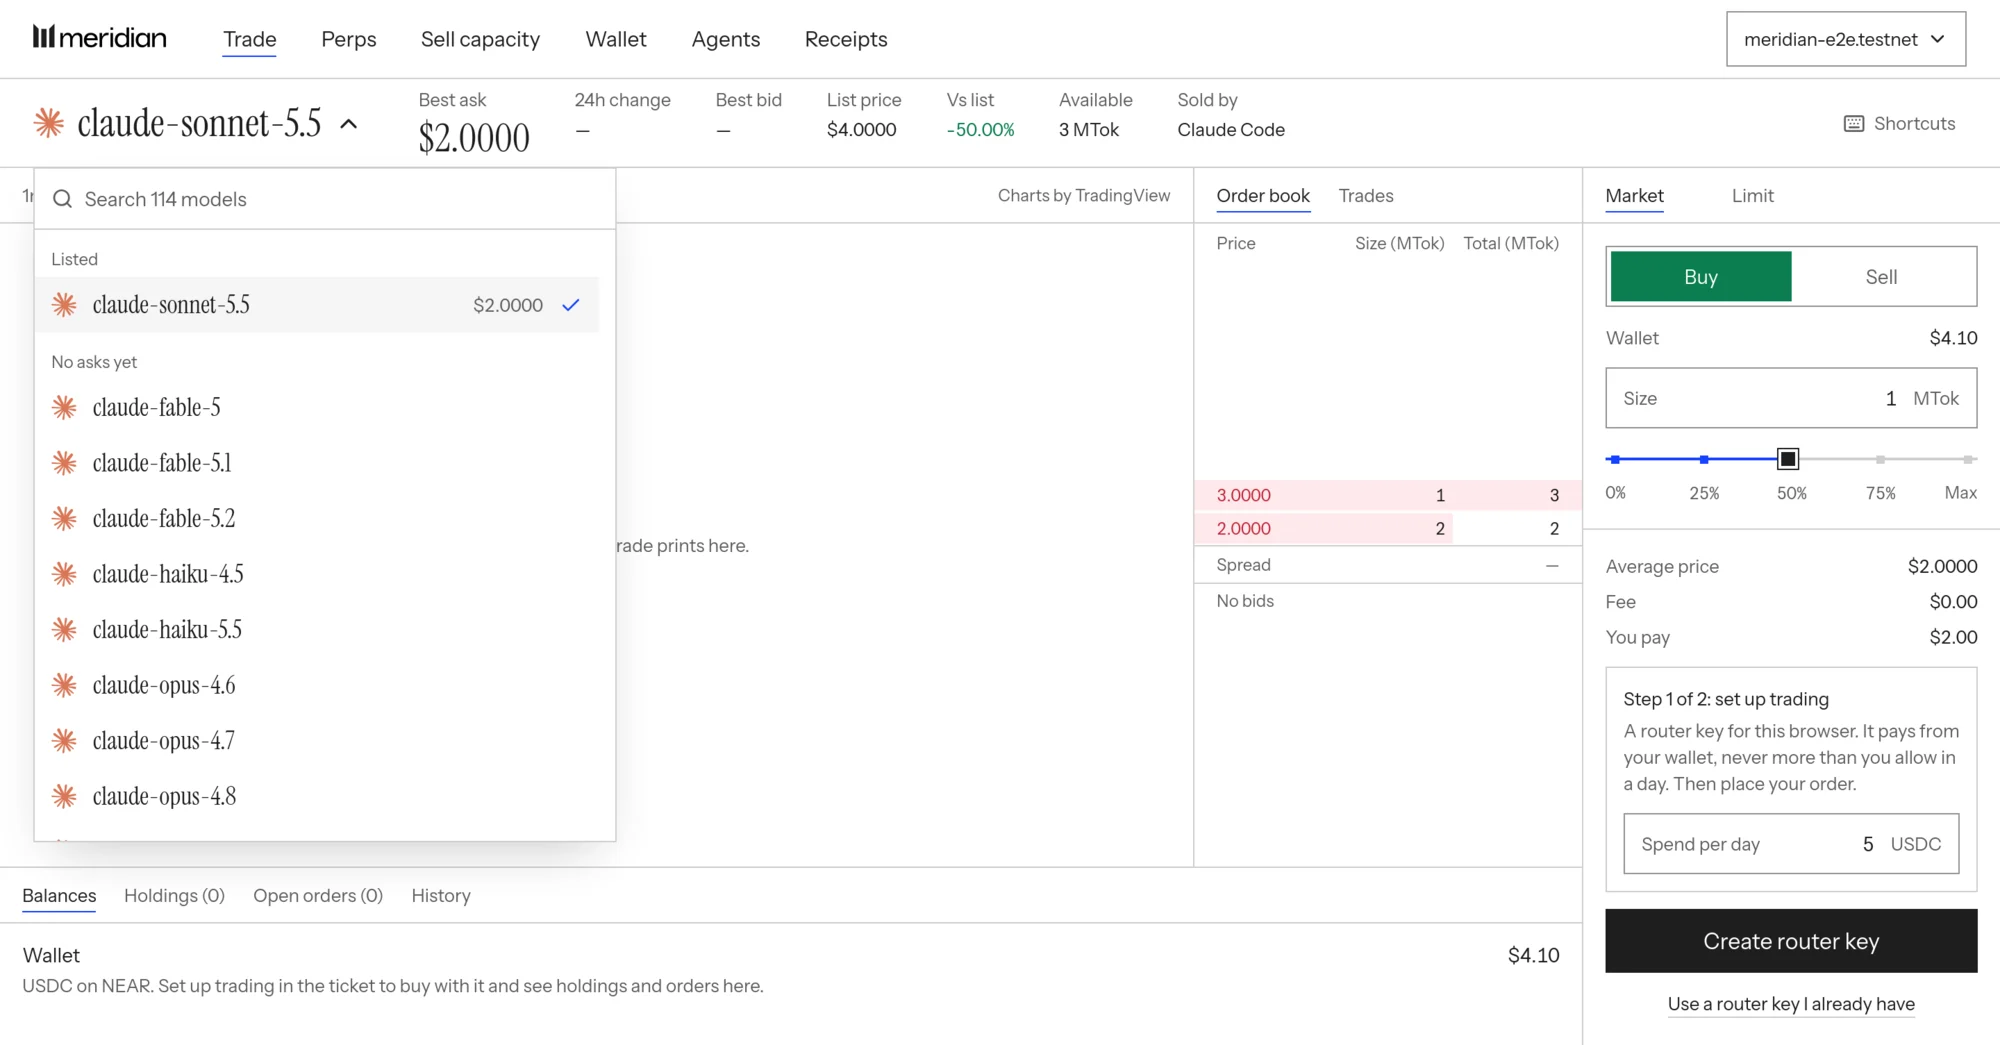 meridian
Trade Perps Sell capacity Wallet Agents Receipts
meridian-e2e.testnet
claude-sonnet-5.5
Best ask
$2.0000
24h change
—
Best bid
—
List price
$4.0000
Vs list
-50.00%
Available
3 MTok
Sold by
Claude Code
Shortcuts
Search 114 models
Listed
claude-sonnet-5.5 $2.0000
No asks yet
claude-fable-5
claude-fable-5.1
claude-fable-5.2
claude-haiku-4.5
claude-haiku-5.5
claude-opus-4.6
claude-opus-4.7
claude-opus-4.8
Charts by TradingView
rade prints here.
Order book Trades
Price Size (MTok) Total (MTok)
3.0000 1 3
2.0000 2 2
Spread —
No bids
Market Limit
Buy Sell
Wallet $4.10
Size 1 MTok
0% 25% 50% 75% Max
Average price $2.0000
Fee $0.00
You pay $2.00
Step 1 of 2: set up trading
A router key for this browser. It pays from
your wallet, never more than you allow in
a day. Then place your order.
Spend per day 5 USDC
Create router key
Use a router key I already have
Balances Holdings (0) Open orders (0) History
Wallet $4.10
USDC on NEAR. Set up trading in the ticket to buy with it and see holdings and orders here.